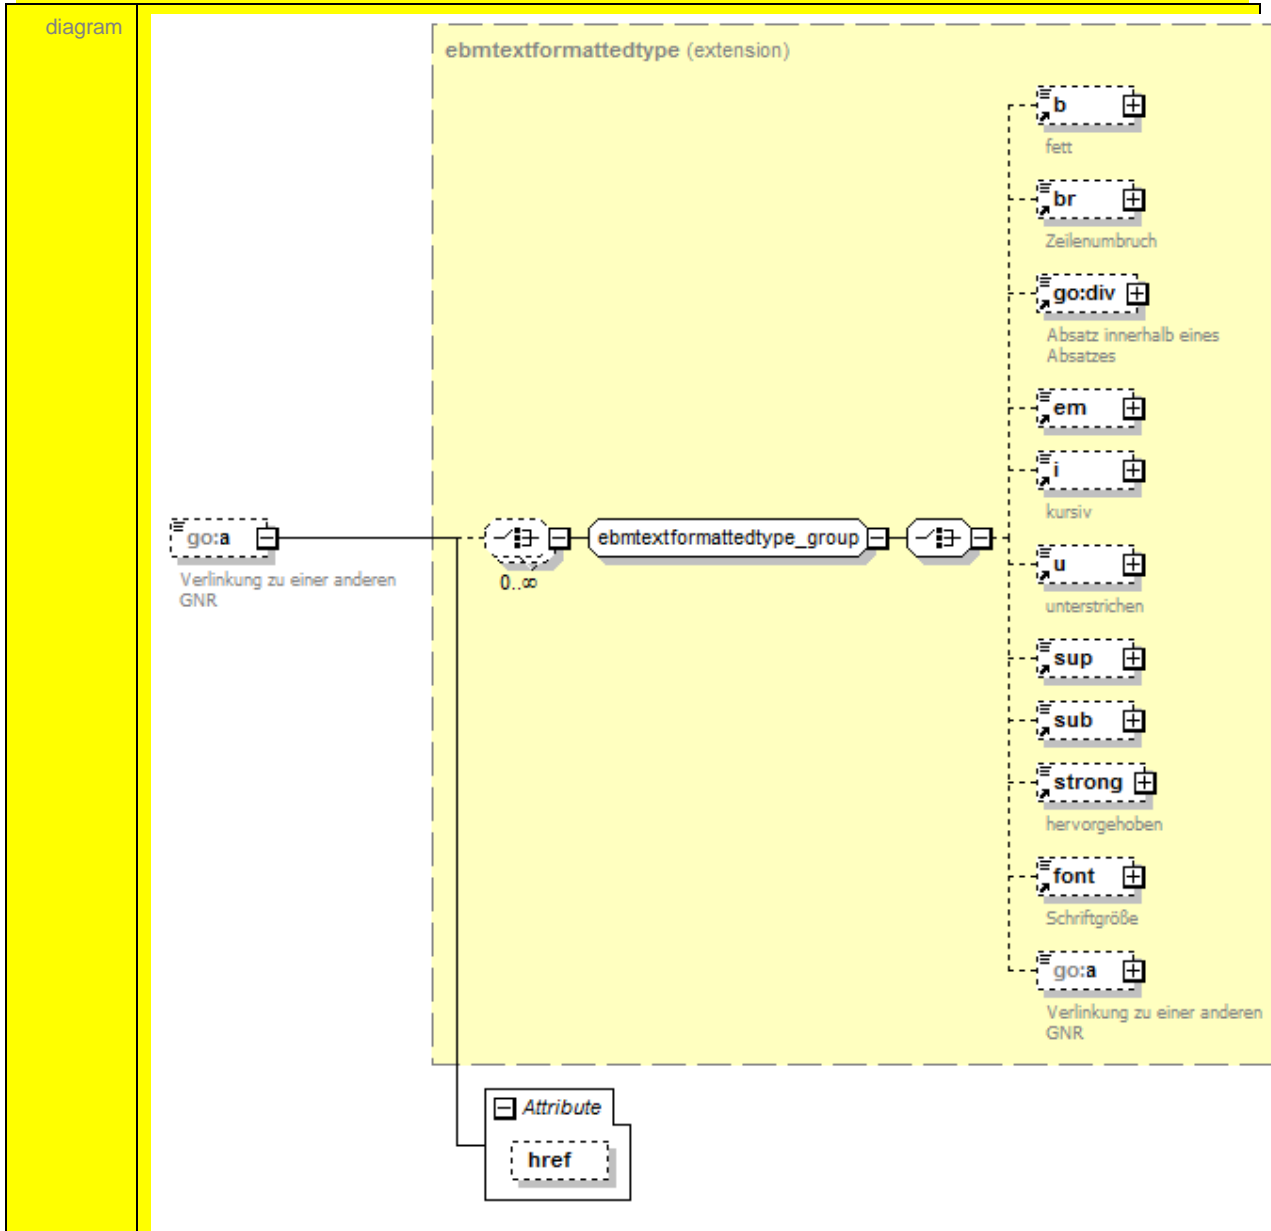 diagram
ebmtextformattedtype (extension)
b
fett
br
Zeilenumbruch
go:div
Absatz innerhalb eines
Absatzes
em
i
kursiv
go:a
Verlinkung zu einer anderen
GNR
0..∞
ebmtextformattedtype_group
u
unterstrichen
sup
sub
strong
hervorgehoben
font
Schriftgröße
go:a
Verlinkung zu einer anderen
GNR
Attribute
href